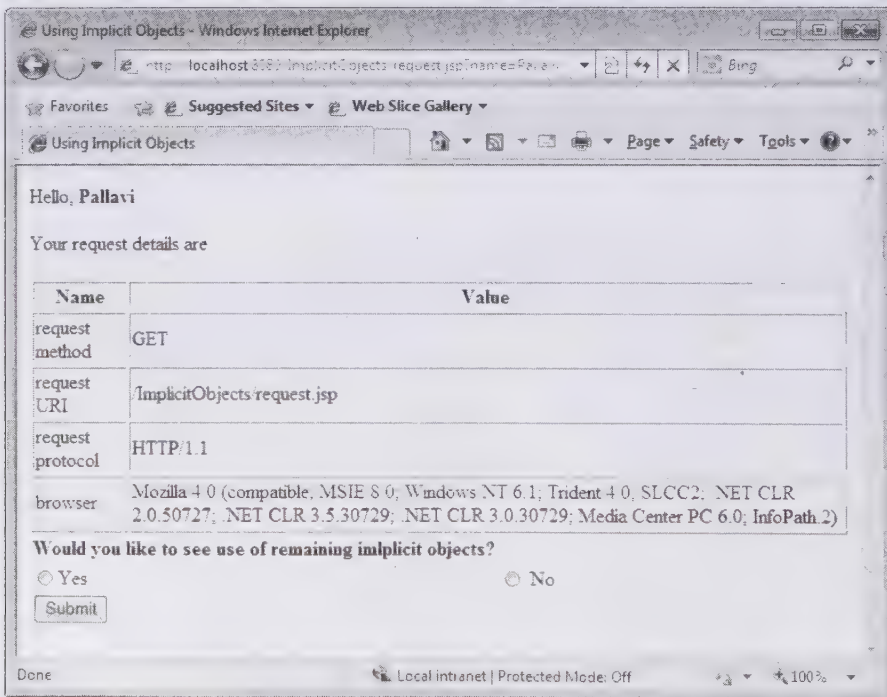 Using Implicit Objects - Windows Internet Explorer
localhost request.jsp?name= Bing
Favorites Suggested Sites ▾ Web Slice Gallery ▾
Using Implicit Objects Page ▾ Safety ▾ Tools ▾ »
Hello, Pallavi
Your request details are
Name Value
request
method GET
request
URI /ImplicitObjects/request.jsp
request
protocol HTTP/1.1
browser Mozilla 4 0 (compatible, MSIE 8 0; Windows NT 6.1; Trident 4 0, SLCC2; .NET CLR
2.0.50727; .NET CLR 3.5.30729; .NET CLR 3.0.30729; Media Center PC 6.0; InfoPath.2)
Would you like to see use of remaining imlplicit objects?
Yes No
Submit
Done Local intranet | Protected Mode: Off 100% ▾